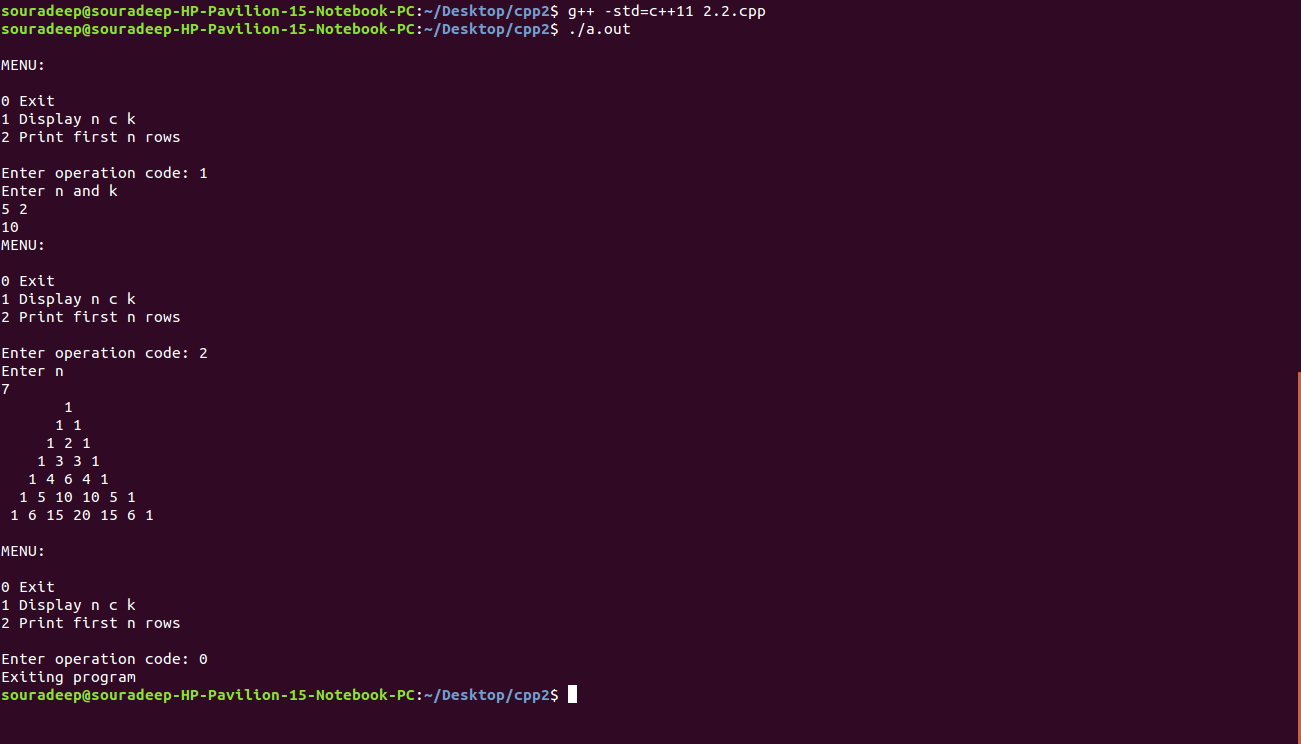 souradeep@souradeep-HP-Pavilion-15-Notebook-PC:~/Desktop/cpp2$ g++ -std=c++11 2.2.cpp
souradeep@souradeep-HP-Pavilion-15-Notebook-PC:~/Desktop/cpp2$ ./a.out
MENU:
0 Exit
1 Display n c k
2 Print first n rows
Enter operation code: 1
Enter n and k
5 2
10
MENU:
0 Exit
1 Display n c k
2 Print first n rows
Enter operation code: 2
Enter n
7
1
1 1
1 2 1
1 3 3 1
1 4 6 4 1
1 5 10 10 5 1
1 6 15 20 15 6 1
MENU:
0 Exit
1 Display n c k
2 Print first n rows
Enter operation code: 0
Exiting program
souradeep@souradeep-HP-Pavilion-15-Notebook-PC:~/Desktop/cpp2$